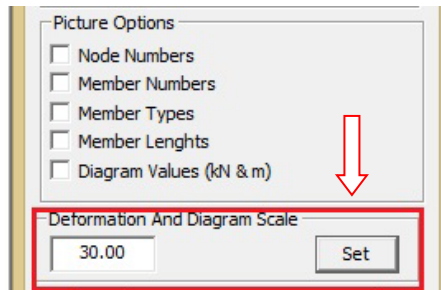 Picture Options
Node Numbers
Member Numbers
Member Types
Member Lenghts
Diagram Values (kN & m)
Deformation And Diagram Scale
30.00 Set